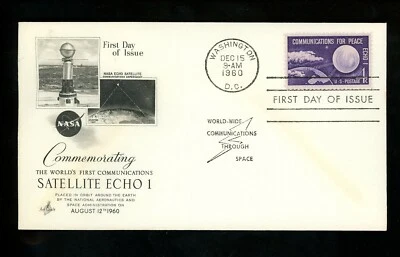 First Day
of Issue
NASA ECHO SATELLITE
NASA
Commemorating
THE WORLD'S FIRST COMMUNICATIONS
SATELLITE ECHO I
PLACED IN ORBIT AROUND THE EARTH
BY THE NATIONAL AERONAUTICS AND
SPACE ADMINISTRATION ON
AUGUST 12TH 1960
WORLD-WIDE
COMMUNICATIONS
THROUGH
SPACE
WASHINGTON
DEC 15
9-AM
1960
D.C.
COMMUNICATIONS FOR PEACE
ECHO I
U.S. POSTAGE
FIRST DAY OF ISSUE